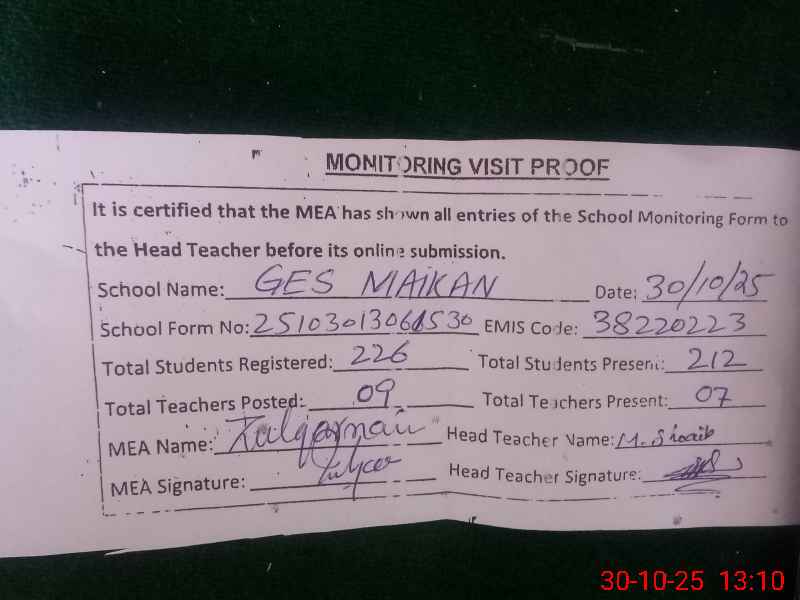 MONITORING VISIT PROOF
It is certified that the MEA has shown all entries of the School Monitoring Form to
the Head Teacher before its online submission.
School Name: GES MAIKAN Date: 30/10/25
School Form No: EMIS Code: 38220223
Total Students Registered: 226 Total Students Present: 212
Total Teachers Posted: 09 Total Teachers Present: 07
MEA Name: Head Teacher Name: M. Shoaib
MEA Signature: Head Teacher Signature:
30-10-25 13:10